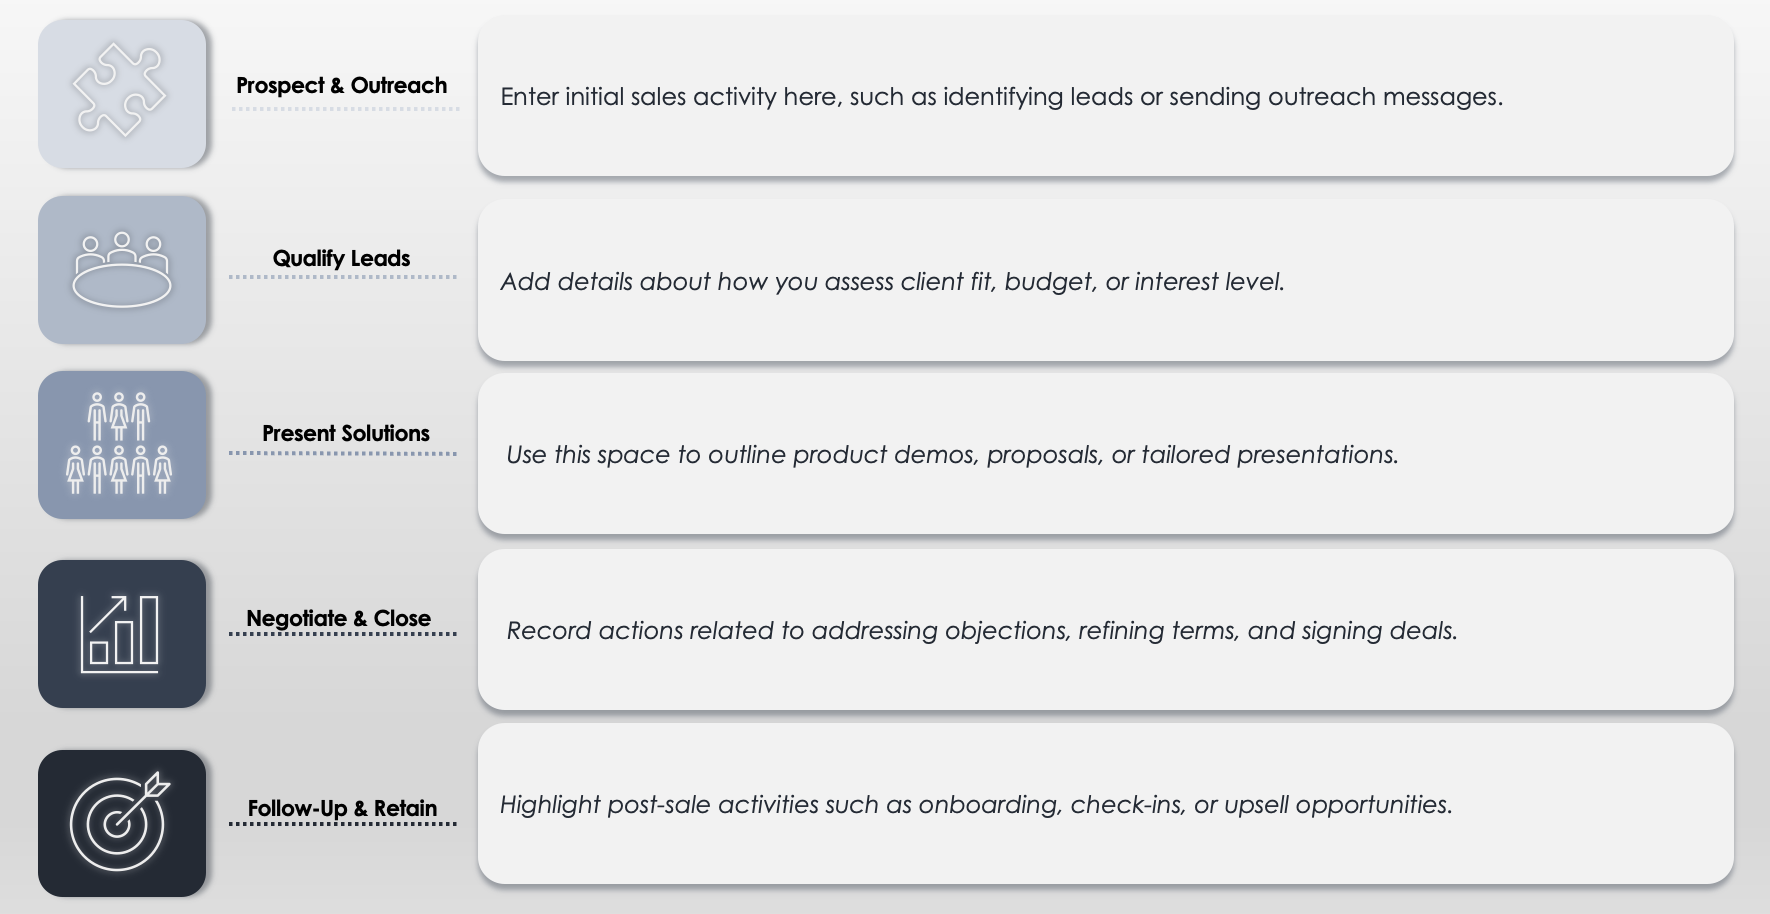 Prospect & Outreach
Enter initial sales activity here, such as identifying leads or sending outreach messages.
Qualify Leads
Add details about how you assess client fit, budget, or interest level.
Present Solutions
Use this space to outline product demos, proposals, or tailored presentations.
Negotiate & Close
Record actions related to addressing objections, refining terms, and signing deals.
Follow-Up & Retain
Highlight post-sale activities such as onboarding, check-ins, or upsell opportunities.